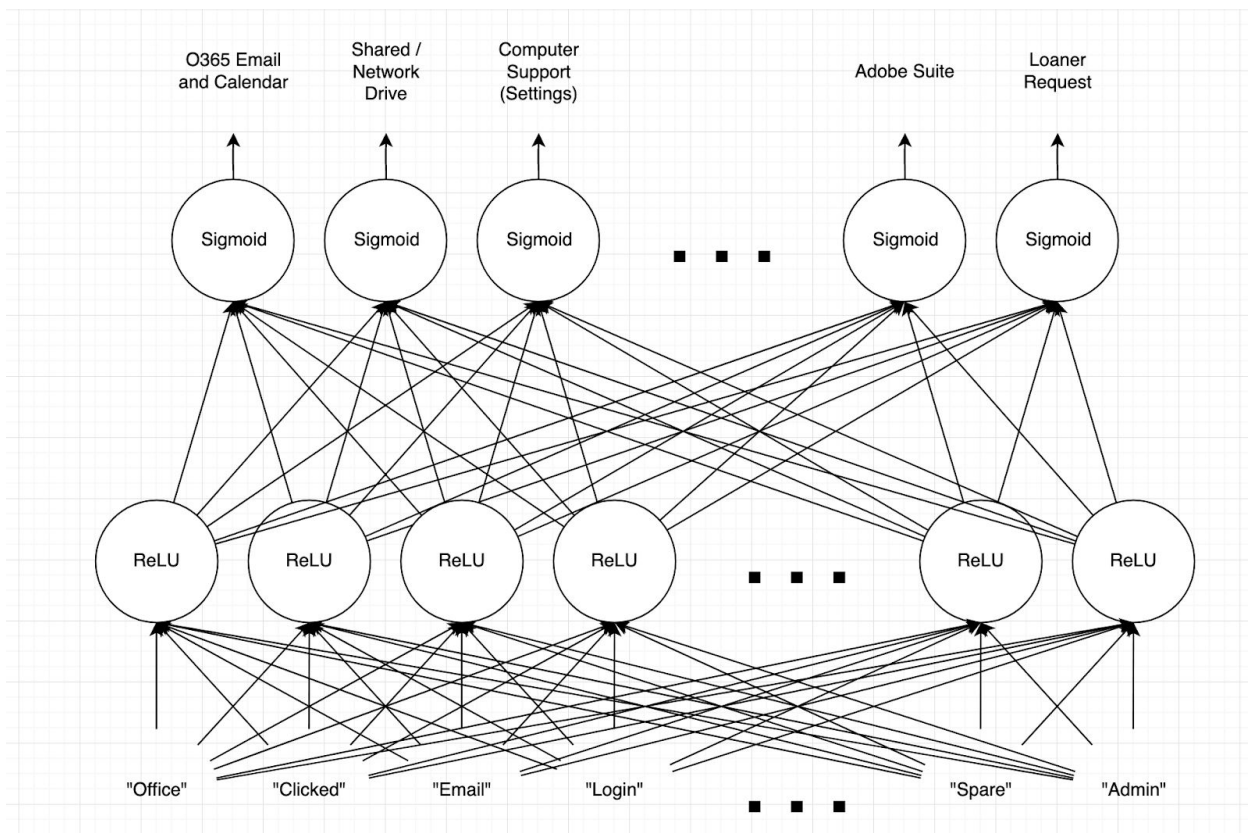 O365 Email
and Calendar
Shared /
Network
Drive
Computer
Support
(Settings)
Adobe Suite
Loaner
Request
Sigmoid
Sigmoid
Sigmoid
Sigmoid
Sigmoid
ReLU
ReLU
ReLU
ReLU
ReLU
ReLU
"Office"
"Clicked"
"Email"
"Login"
"Spare"
"Admin"